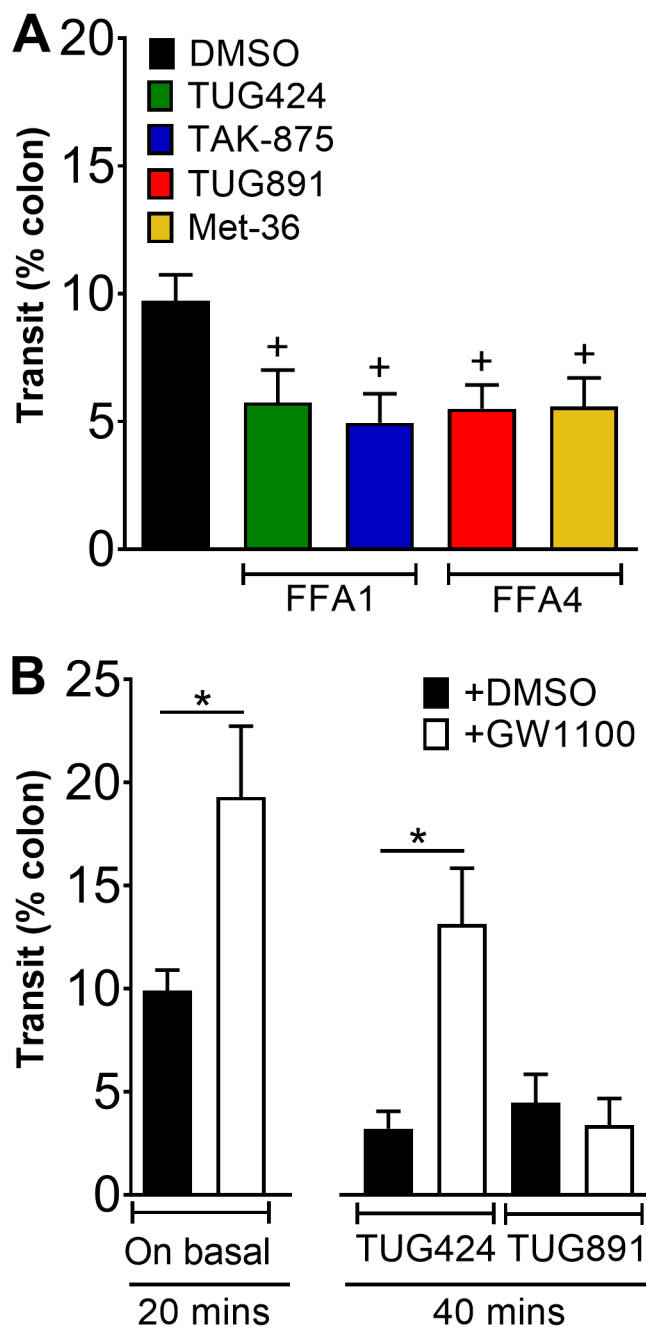 A
Transit (% colon)
20
15
10
5
0
DMSO
TUG424
TAK-875
TUG891
Met-36
+ + + +
FFA1 FFA4
B
Transit (% colon)
25
20
15
10
5
0
+DMSO
+GW1100
*
*
On basal TUG424 TUG891
20 mins 40 mins